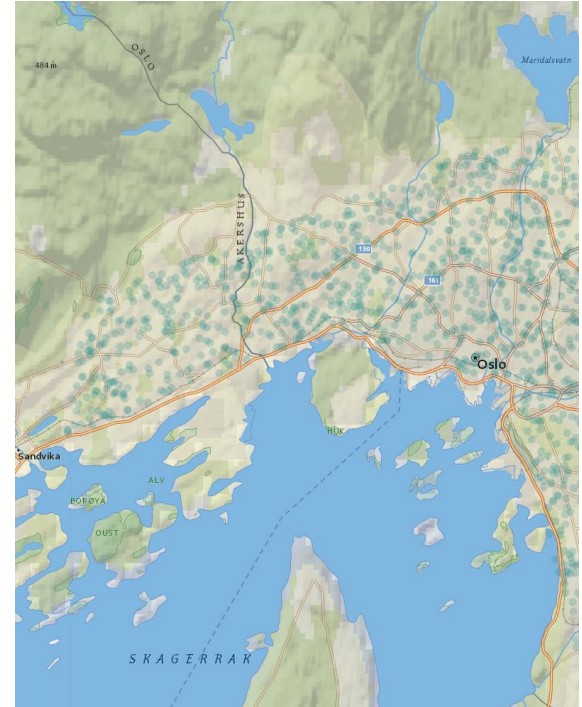 Maridalsvatn
484 m
OSLO
AKERSHUS
150
161
Oslo
HUK
Sandvika
ALV
BORØYA
OUST
SKAGERRAK